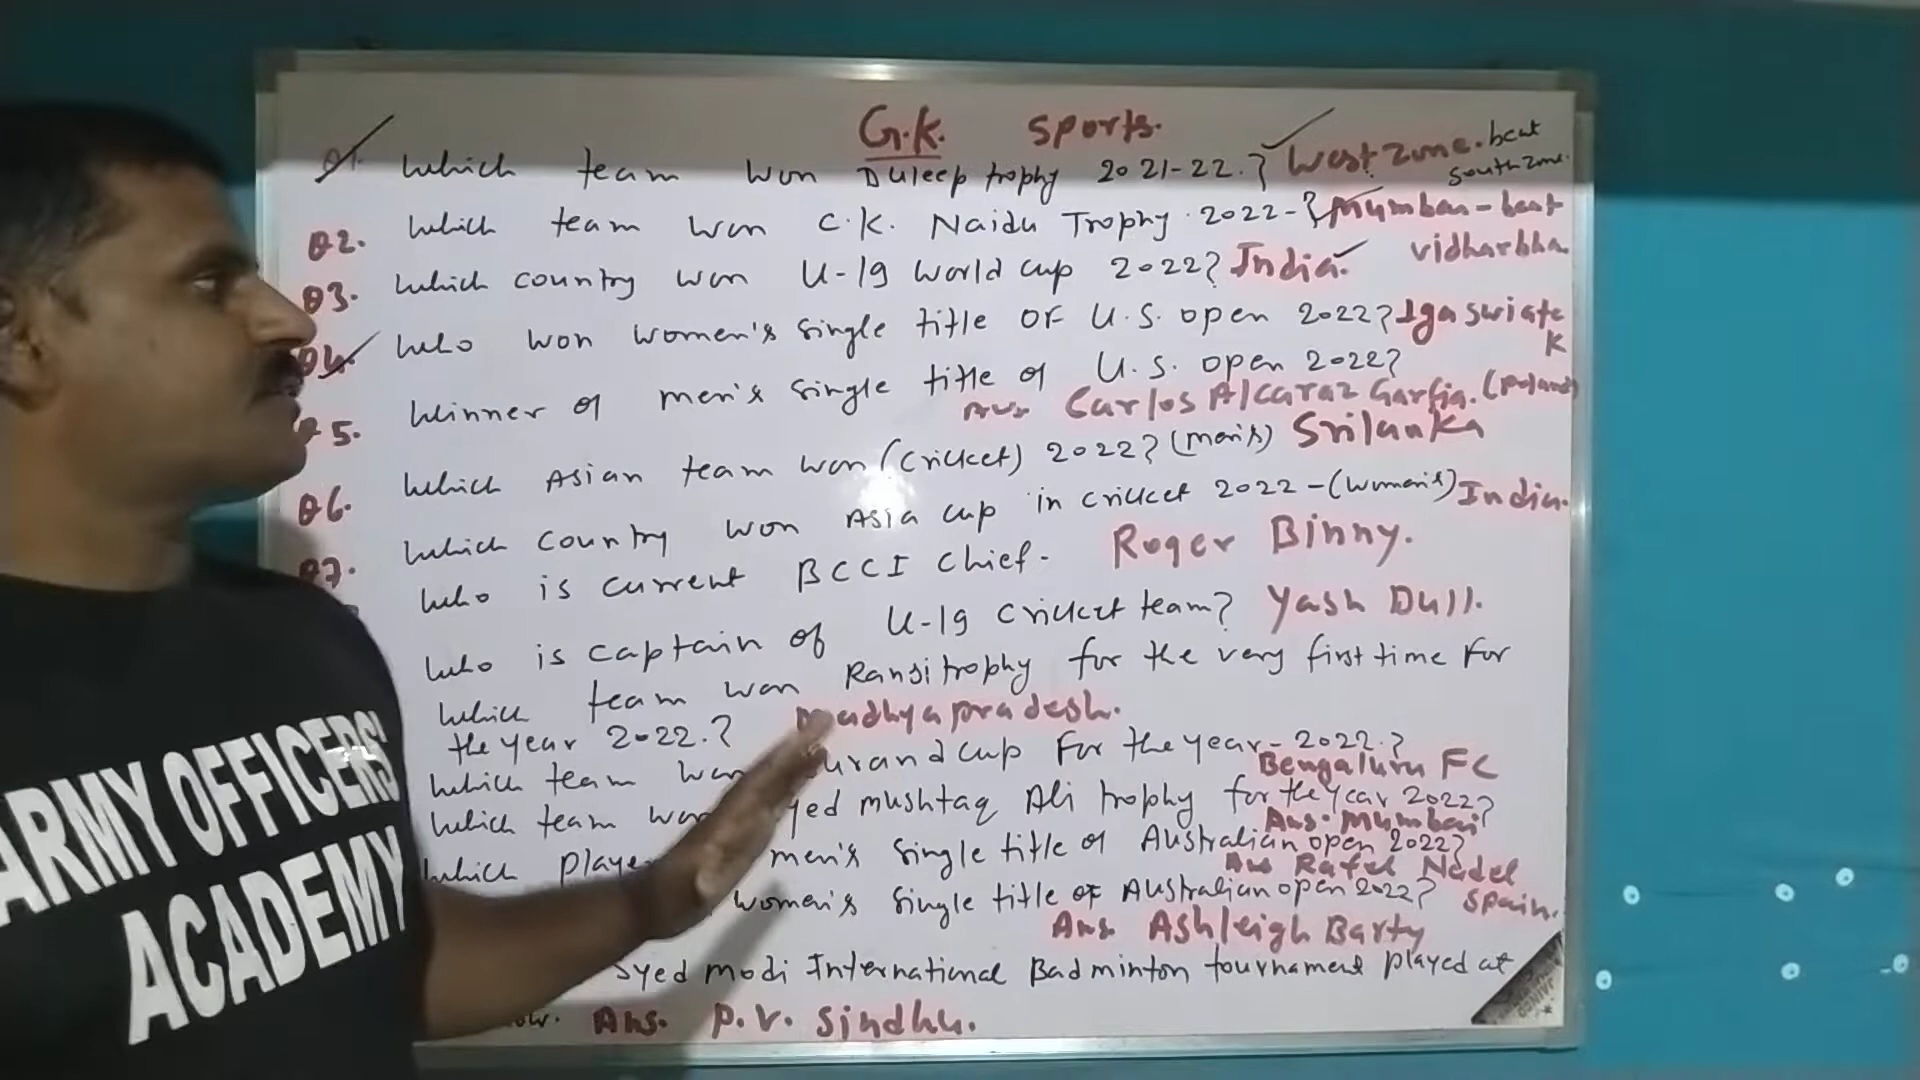 G.K. Sports.
Q1. Which team won Duleep trophy 2021-22.? West Zone. beat South Zone.
Q2. Which team won C.K. Naidu Trophy 2022-? Mumbai - beat vidharbha.
Q3. Which country won U-19 World cup 2022? India.
Q4. Who won women's single title of U.S. open 2022? Iga swiatek
Q5. Winner of men's single title of U.S. open 2022?
Ans Carlos Alcaraz Garfia. (Poland)
Q6. Which Asian team won (cricket) 2022? (men's) Srilanka
Q7. Which country won Asia cup in cricket 2022-(women's) India.
Who is current BCCI Chief- Roger Binny.
Who is captain of U-19 cricket team? Yash Dull.
Which team won Ranji trophy for the very first time for
the year 2022.? Madhya pradesh.
Which team won urand cup For the year-2022.?
Bengaluru FC
Which team won yed mushtaq Ali trophy for the year 2022?
Ans. Mumbai
Which playe men's single title of Australian open 2022?
Ans Rafel Nadel Spain.
women's single title of Australian open 2022?
Ans Ashleigh Barty
Syed modi International Badminton tournament played at
Ans. P.V. Sindhu.
ARMY OFFICERS'
ACADEMY